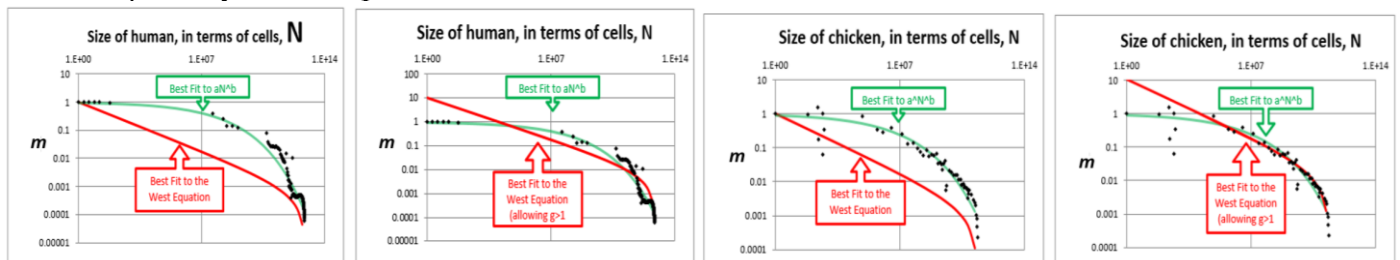 Size of human, in terms of cells, N
1.E+00 1.E+07 1.E+14
10
1
0.1
0.01
0.001
0.0001
0.00001
m
Best Fit to aN^b
Best Fit to the
West Equation
Size of human, in terms of cells, N
1.E+00 1.E+07 1.E+14
100
10
1
0.1
0.01
0.001
0.0001
0.00001
m
Best Fit to aN^b
Best Fit to the
West Equation
(allowing g>1
Size of chicken, in terms of cells, N
1.E+00 1.E+07 1.E+14
10
1
0.1
0.01
0.001
0.0001
m
Best Fit to a^N^b
Best Fit to the
West Equation
Size of chicken, in terms of cells, N
1.E+00 1.E+07 1.E+14
10
1
0.1
0.01
0.001
0.0001
m
Best Fit to a^N^b
Best Fit to the
West Equation
(allowing g>1